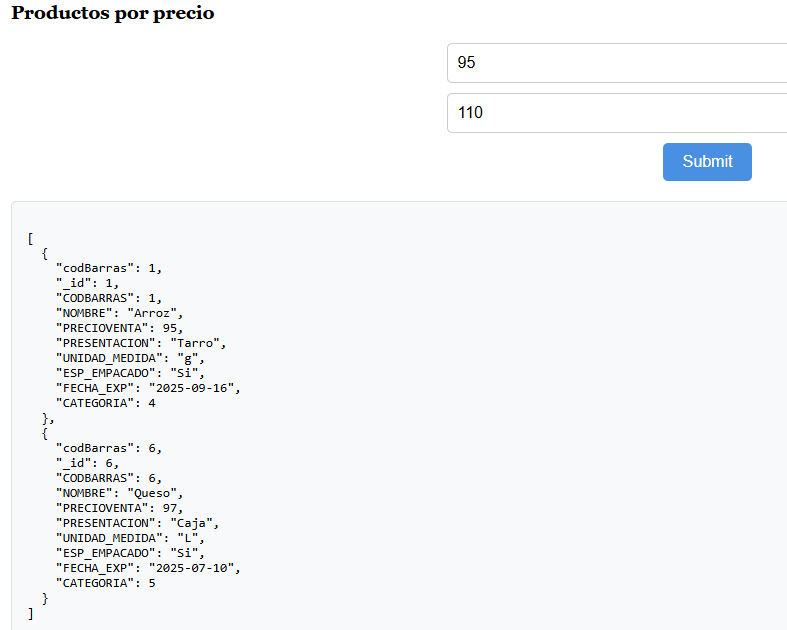 Productos por precio
95
110
Submit
[
  {
    "codBarras": 1,
    "_id": 1,
    "CODBARRAS": 1,
    "NOMBRE": "Arroz",
    "PRECIOVENTA": 95,
    "PRESENTACION": "Tarro",
    "UNIDAD_MEDIDA": "g",
    "ESP_EMPACADO": "Si",
    "FECHA_EXP": "2025-09-16",
    "CATEGORIA": 4
  },
  {
    "codBarras": 6,
    "_id": 6,
    "CODBARRAS": 6,
    "NOMBRE": "Queso",
    "PRECIOVENTA": 97,
    "PRESENTACION": "Caja",
    "UNIDAD_MEDIDA": "L",
    "ESP_EMPACADO": "Si",
    "FECHA_EXP": "2025-07-10",
    "CATEGORIA": 5
  }
]